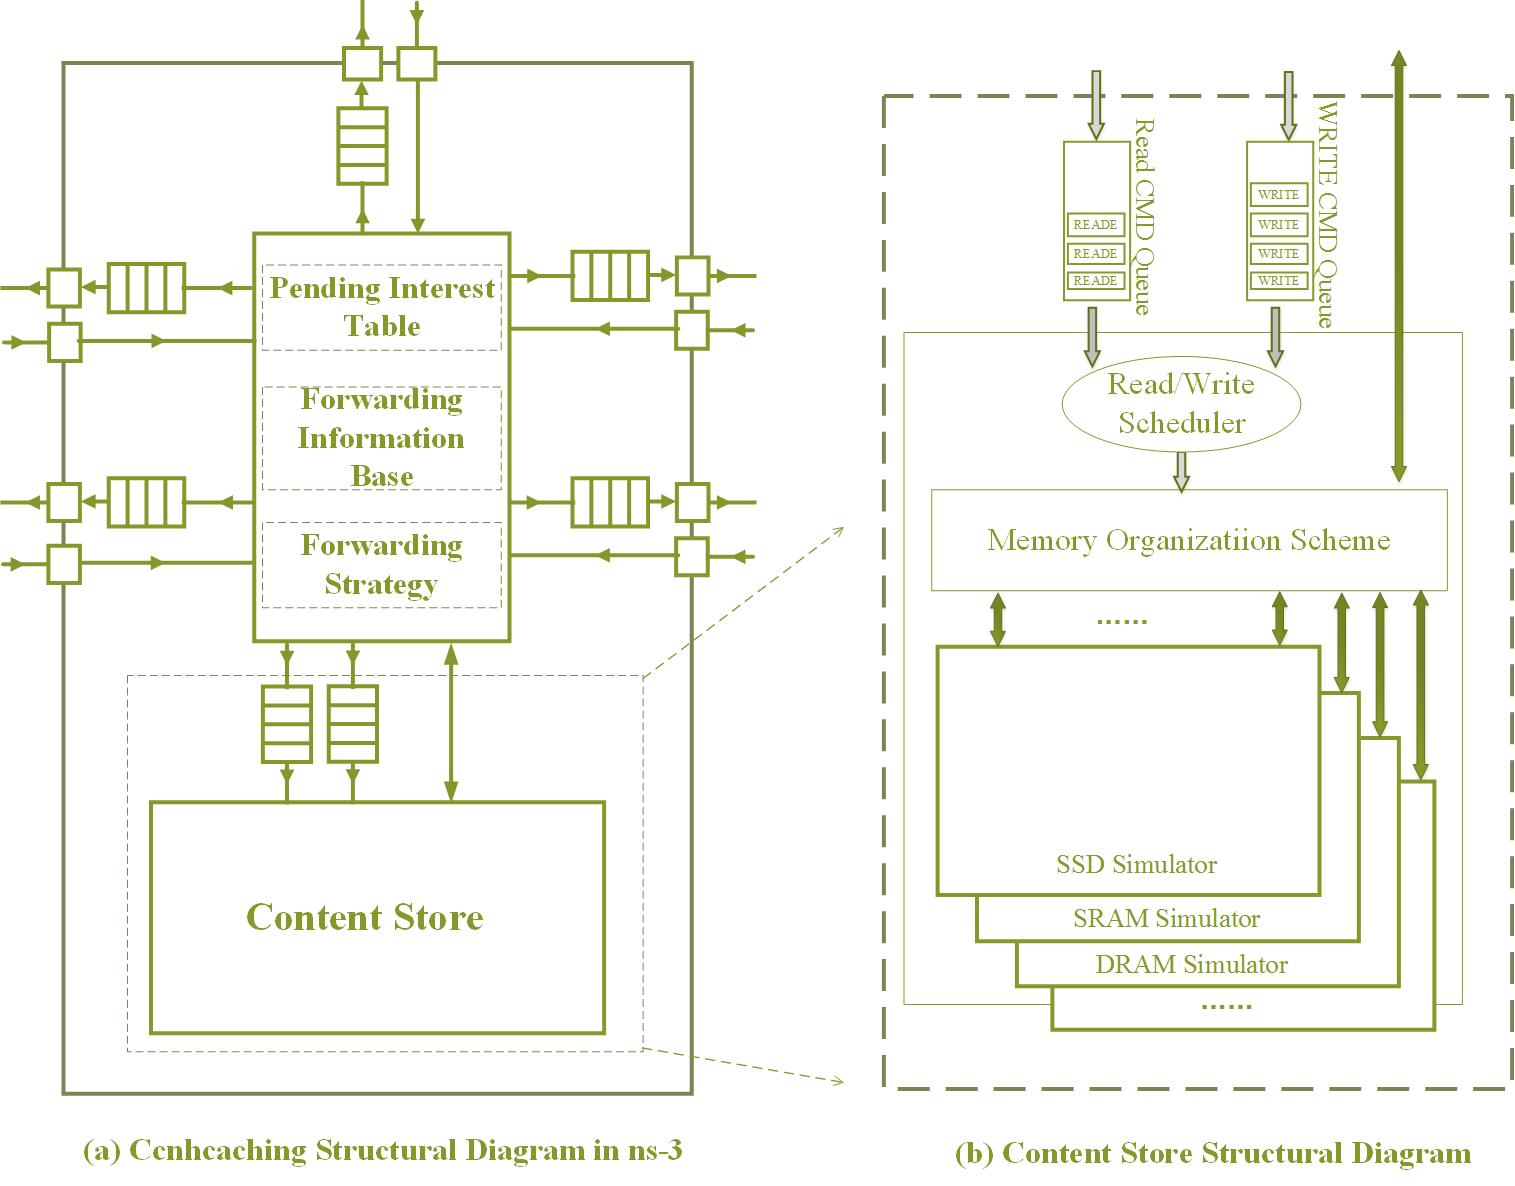 Pending Interest
Table
Forwarding
Information
Base
Forwarding
Strategy
Content Store
(a) Ccnhcaching Structural Diagram in ns-3
Read CMD Queue
READE
READE
READE
WRITE CMD Queue
WRITE
WRITE
WRITE
WRITE
Read/Write
Scheduler
Memory Organizatiion Scheme
......
SSD Simulator
SRAM Simulator
DRAM Simulator
......
(b) Content Store Structural Diagram